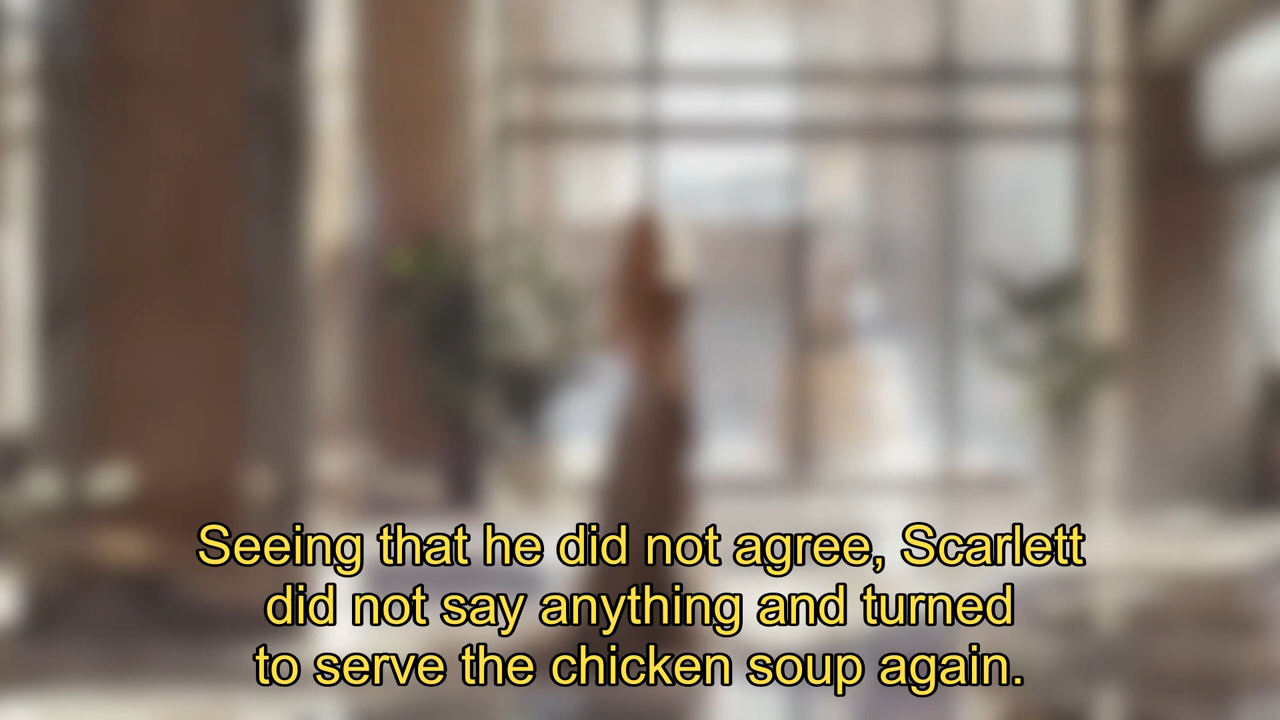 Seeing that he did not agree, Scarlett
did not say anything and turned
to serve the chicken soup again.